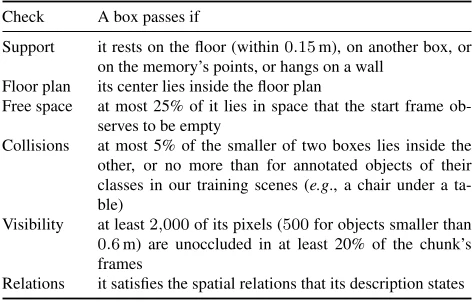 Check A box passes if
Support it rests on the floor (within 0.15 m), on another box, or
on the memory's points, or hangs on a wall
Floor plan its center lies inside the floor plan
Free space at most 25% of it lies in space that the start frame ob-
serves to be empty
Collisions at most 5% of the smaller of two boxes lies inside the
other, or no more than for annotated objects of their
classes in our training scenes (e.g., a chair under a ta-
ble)
Visibility at least 2,000 of its pixels (500 for objects smaller than
0.6 m) are unoccluded in at least 20% of the chunk's
frames
Relations it satisfies the spatial relations that its description states